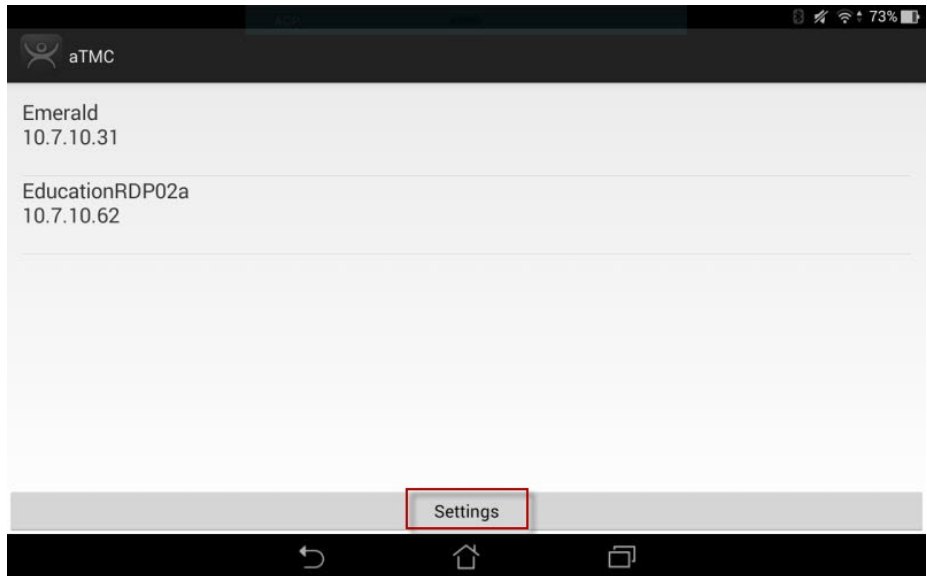 73%
aTMC
Emerald
10.7.10.31
EducationRDP02a
10.7.10.62
Settings